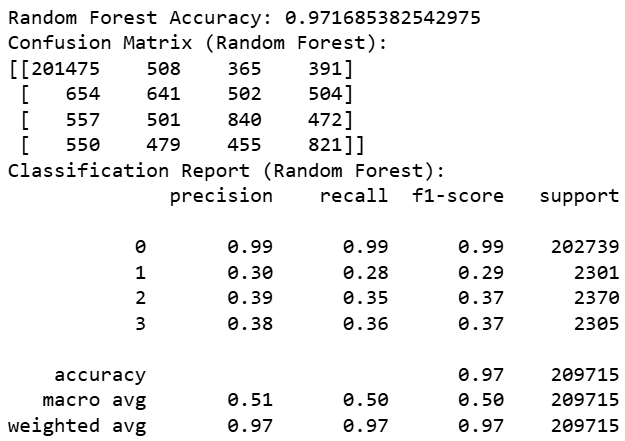 Random Forest Accuracy: 0.971685382542975
Confusion Matrix (Random Forest):
[[201475    508    365    391]
 [   654    641    502    504]
 [   557    501    840    472]
 [   550    479    455    821]]
Classification Report (Random Forest):
              precision    recall  f1-score   support
           0       0.99      0.99      0.99    202739
           1       0.30      0.28      0.29      2301
           2       0.39      0.35      0.37      2370
           3       0.38      0.36      0.37      2305
    accuracy                           0.97    209715
   macro avg       0.51      0.50      0.50    209715
weighted avg       0.97      0.97      0.97    209715